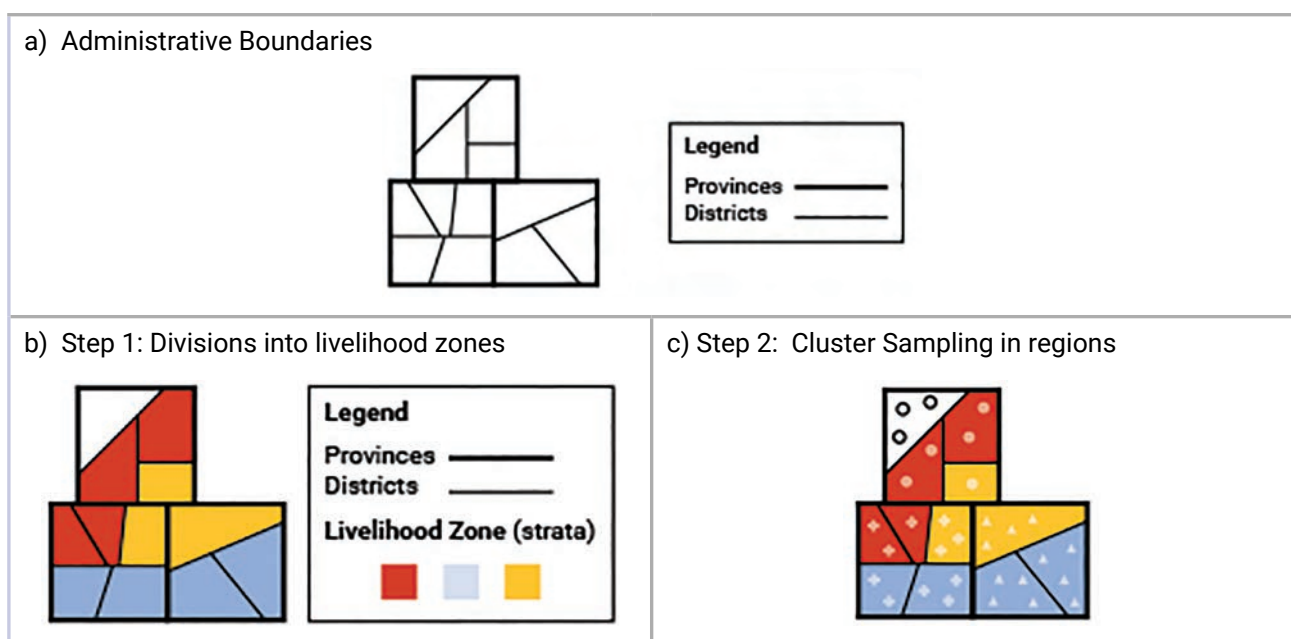 a) Administrative Boundaries
Legend
Provinces
Districts
b) Step 1: Divisions into livelihood zones
Legend
Provinces
Districts
Livelihood Zone (strata)
c) Step 2: Cluster Sampling in regions